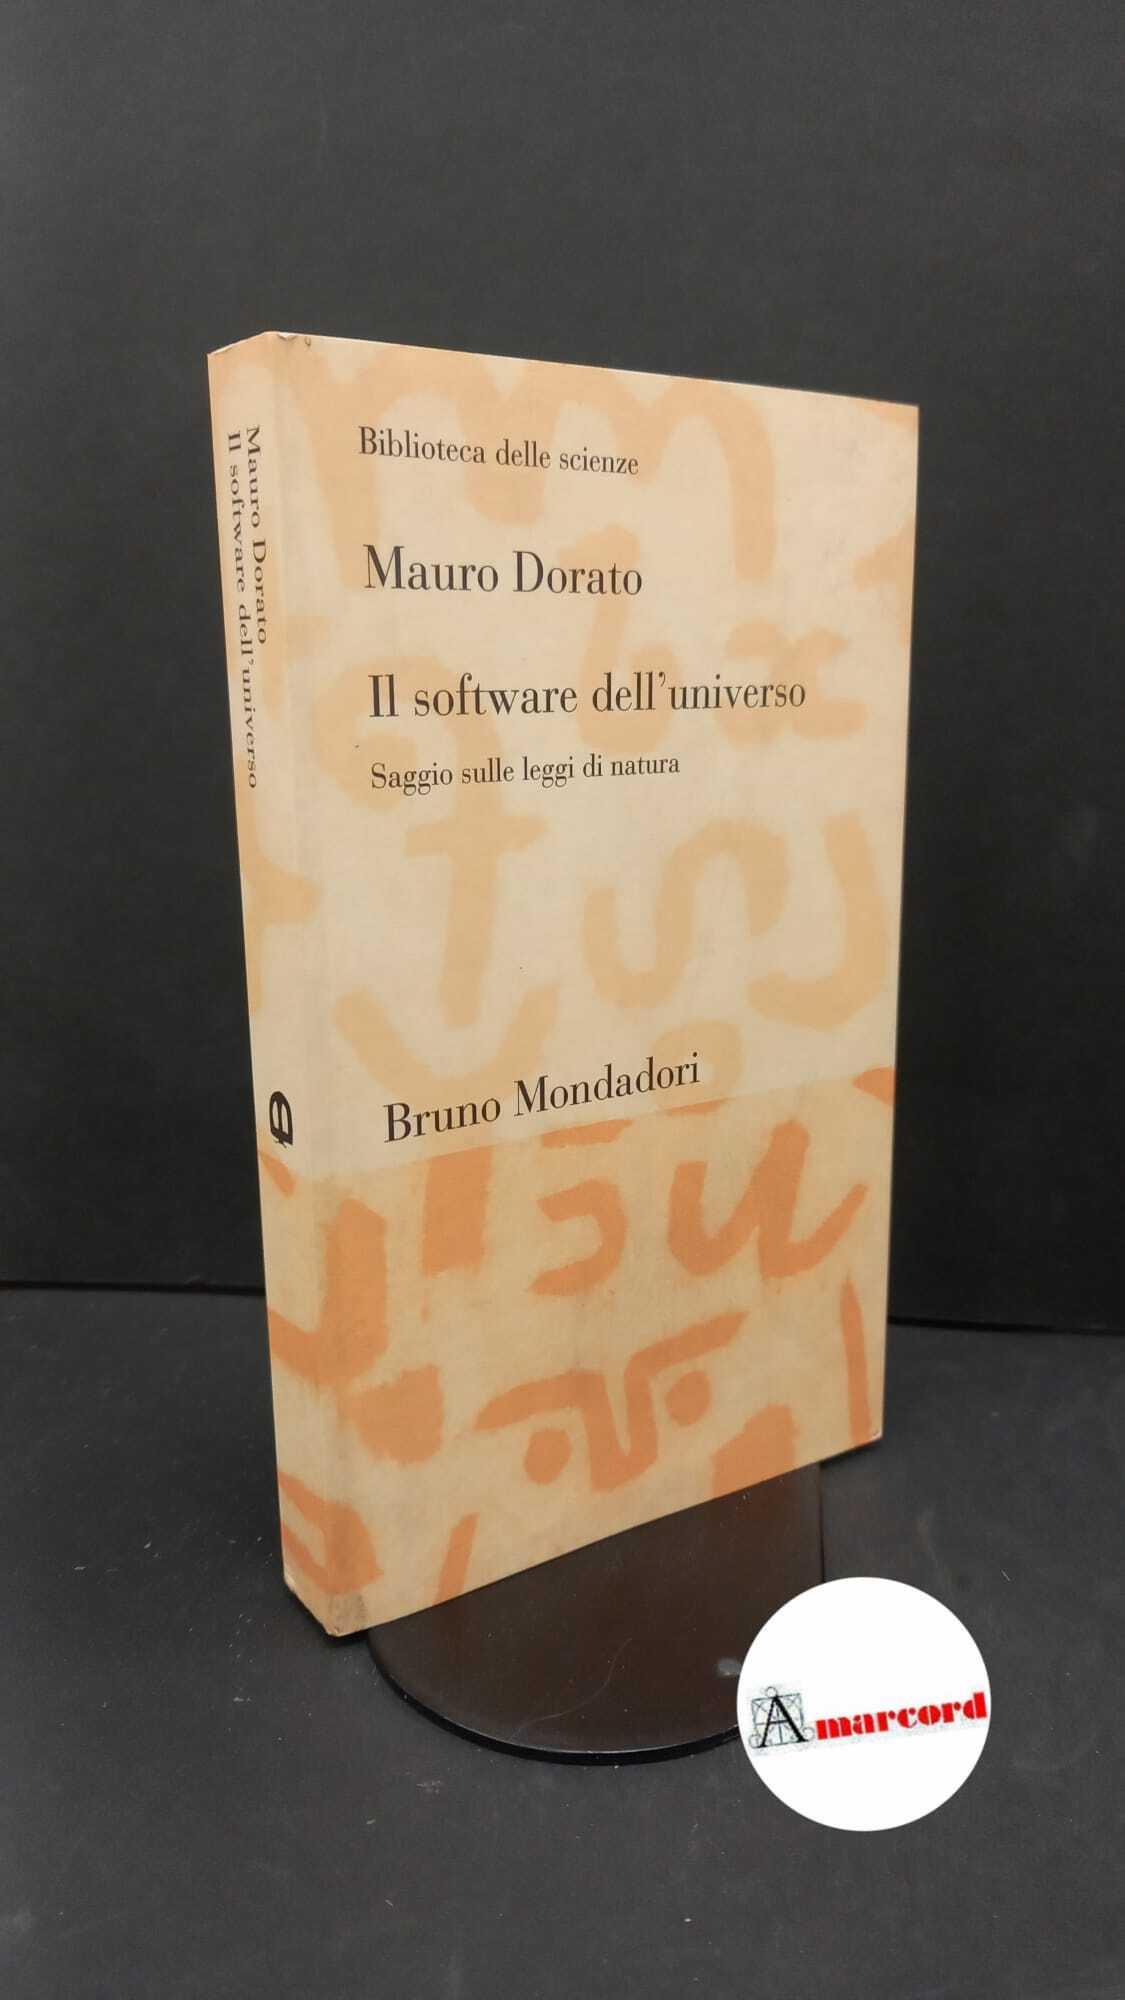 Biblioteca delle scienze
Mauro Dorato
Il software dell'universo
Saggio sulle leggi di natura
Bruno Mondadori
Mauro Dorato
Il software dell'universo
Amarcord